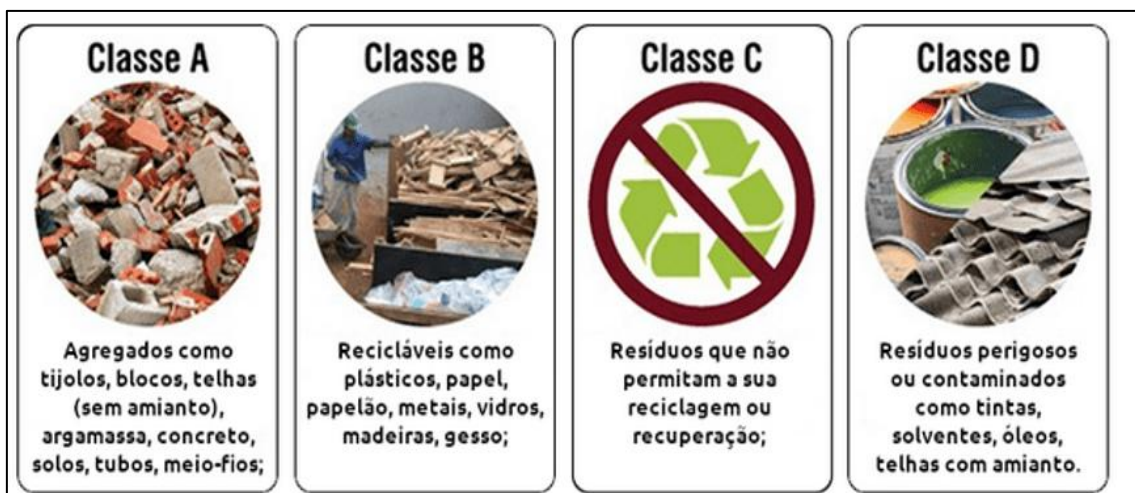 Classe A
Agregados como
tijolos, blocos, telhas
(sem amianto),
argamassa, concreto,
solos, tubos, meio-fios;
Classe B
Recicláveis como
plásticos, papel,
papelão, metais, vidros,
madeiras, gesso;
Classe C
Resíduos que não
permitam a sua
reciclagem ou
recuperação;
Classe D
Resíduos perigosos
ou contaminados
como tintas,
solventes, óleos,
telhas com amianto.